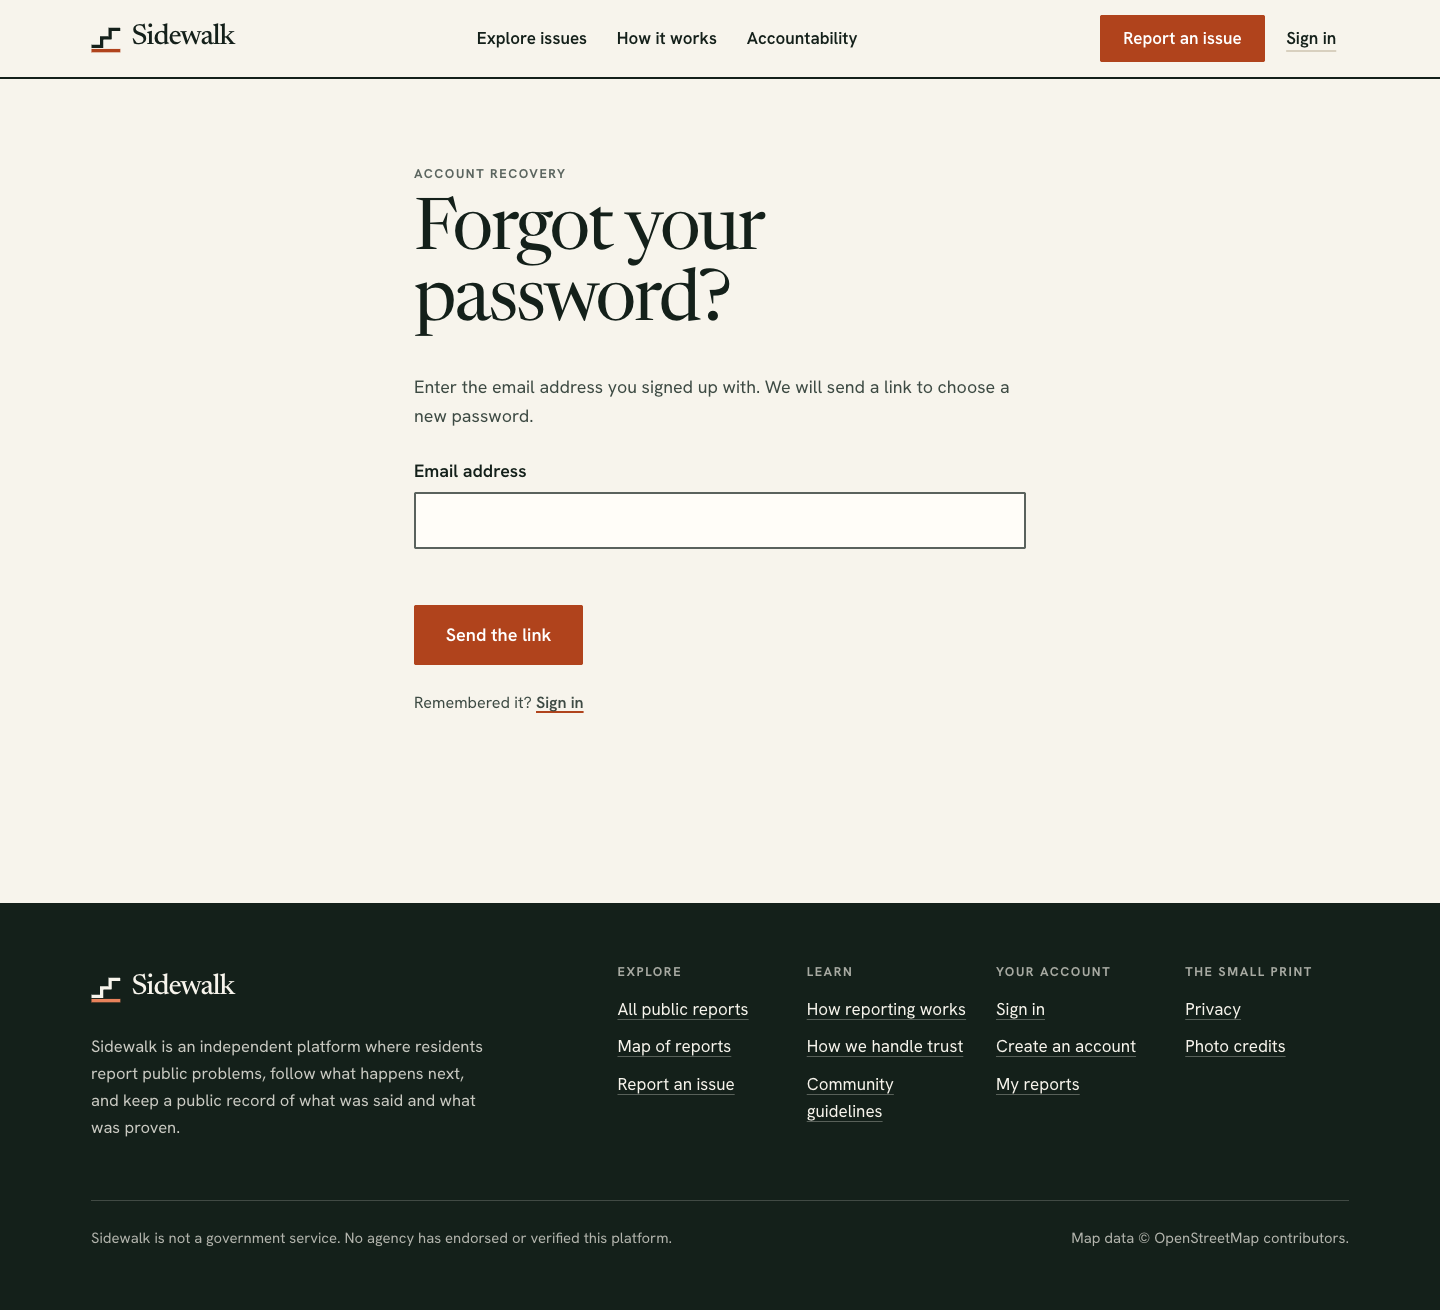 Sidewalk
Explore issues
How it works
Accountability
Report an issue
Sign in
ACCOUNT RECOVERY
Forgot your
password?
Enter the email address you signed up with. We will send a link to choose a
new password.
Email address
Send the link
Remembered it? Sign in
Sidewalk
Sidewalk is an independent platform where residents
report public problems, follow what happens next,
and keep a public record of what was said and what
was proven.
EXPLORE
All public reports
Map of reports
Report an issue
LEARN
How reporting works
How we handle trust
Community
guidelines
YOUR ACCOUNT
Sign in
Create an account
My reports
THE SMALL PRINT
Privacy
Photo credits
Sidewalk is not a government service. No agency has endorsed or verified this platform.
Map data © OpenStreetMap contributors.